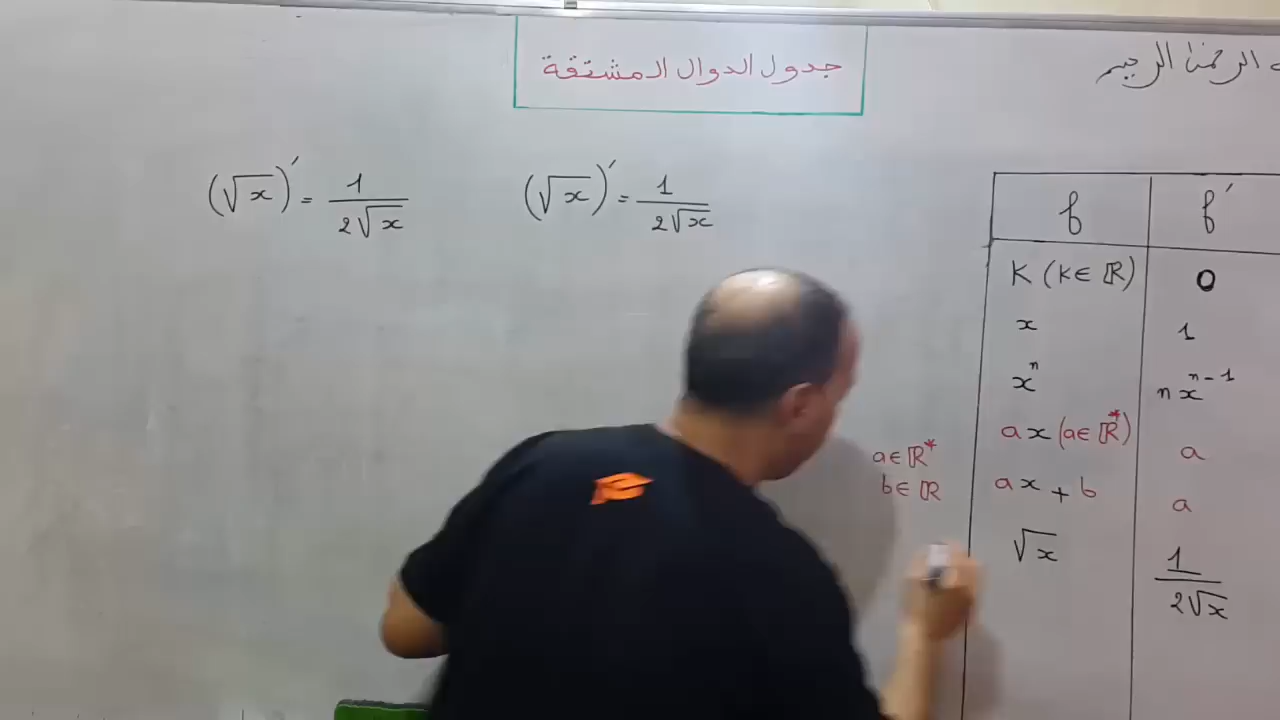 الرحمن الرحيم
جدول الدوال المشتقة
(√x)′ = 1/(2√x)
(√x)′ = 1/(2√x)
f f′
K (K∈ℝ) 0
x 1
xⁿ nxⁿ⁻¹
ax (a∈ℝ*) a
a∈ℝ*
b∈ℝ
ax + b a
√x 1/(2√x)